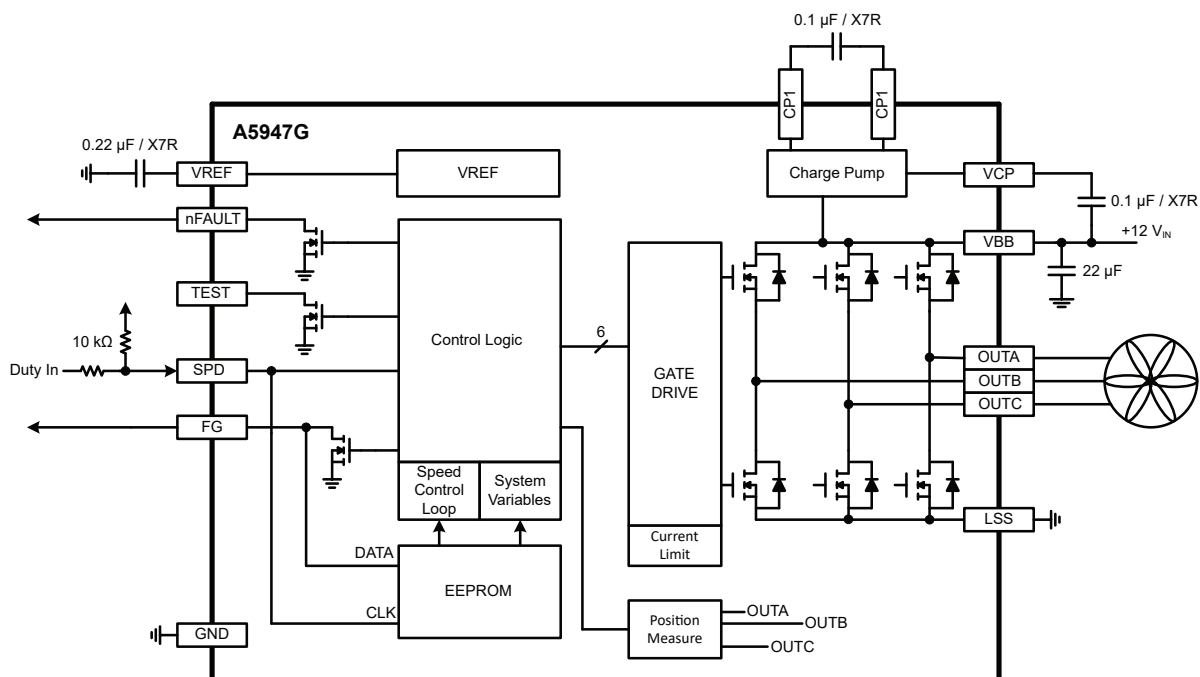 0.1 µF / X7R
CP1
CP1
A5947G
0.22 µF / X7R
VREF
VREF
Charge Pump
VCP
0.1 µF / X7R
nFAULT
+12 VIN
VBB
22 µF
TEST
10 kΩ
Control Logic
6
GATE
DRIVE
Duty In
SPD
OUTA
OUTB
OUTC
FG
Speed
Control
Loop
System
Variables
LSS
Current
Limit
DATA
EEPROM
CLK
Position
Measure
OUTA
OUTB
OUTC
GND